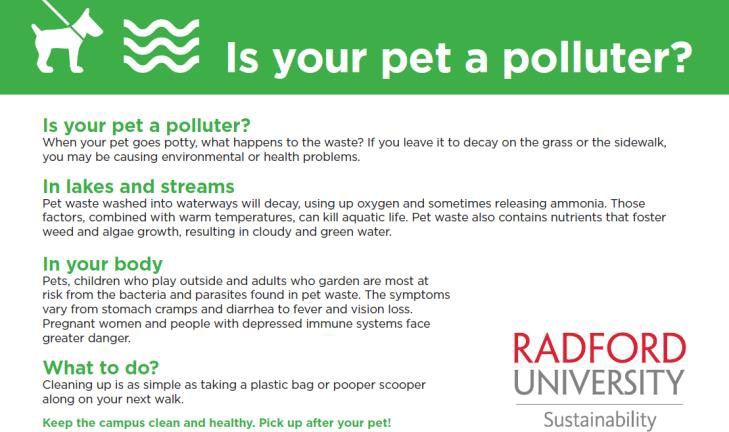 Is your pet a polluter?
Is your pet a polluter?
When your pet goes potty, what happens to the waste? If you leave it to decay on the grass or the sidewalk,
you may be causing environmental or health problems.
In lakes and streams
Pet waste washed into waterways will decay, using up oxygen and sometimes releasing ammonia. Those
factors, combined with warm temperatures, can kill aquatic life. Pet waste also contains nutrients that foster
weed and algae growth, resulting in cloudy and green water.
In your body
Pets, children who play outside and adults who garden are most at
risk from the bacteria and parasites found in pet waste. The symptoms
vary from stomach cramps and diarrhea to fever and vision loss.
Pregnant women and people with depressed immune systems face
greater danger.
What to do?
Cleaning up is as simple as taking a plastic bag or pooper scooper
along on your next walk.
Keep the campus clean and healthy. Pick up after your pet!
RADFORD
UNIVERSITY
Sustainability